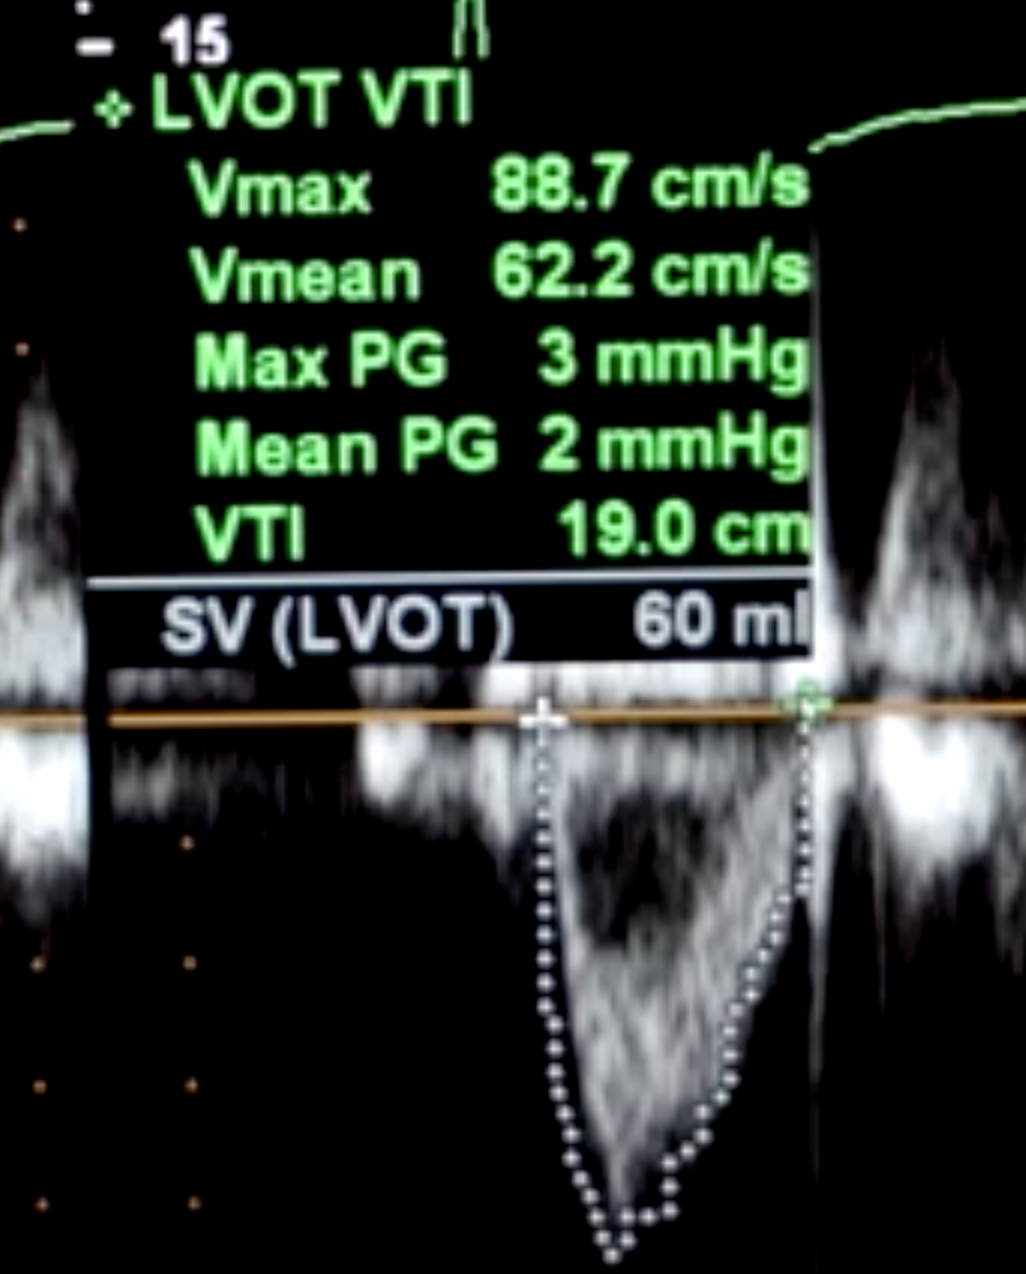 - 15
LVOT VTI
Vmax 88.7 cm/s
Vmean 62.2 cm/s
Max PG 3 mmHg
Mean PG 2 mmHg
VTI 19.0 cm
SV (LVOT) 60 ml